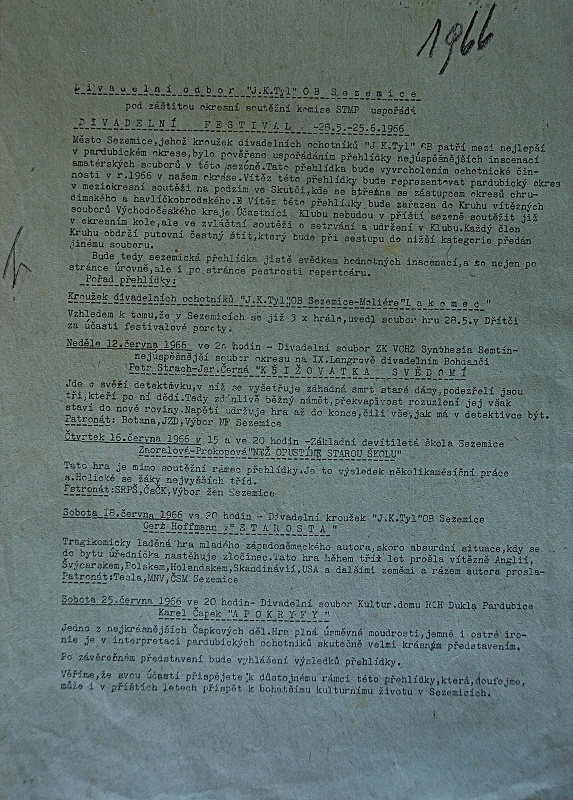 1966
Divadelní odbor "J.K.Tyl" OB Sezemice
pod záštitou okresní soutěžní komise STMP uspořádá
DIVADELNÍ FESTIVAL -28.5.-25.6.1966
Město Sezemice,jehož kroužek divadelních ochotníků "J.K.Tyl" OB patří mezi nejlepší
v pardubickém okrese,bylo pověřeno uspořádáním přehlídky nejúspěšnějších inscenací
amatérských souborů v této sezóně.Tato přehlídka bude vyvrcholením ochotnické čin-
nosti v r.1966 v našem okrese.Vítěz této přehlídky bude reprezentovat pardubický okres
v meziokresní soutěži na podzim ve Skutči,kde se střetne se zástupcem okresů chru-
dimského a havlíčkobrodského. Vítěz této přehlídky bude zařazen do Kruhu vítězných
souborů Východočeského kraje.Účastníci Klubu nebudou v příští sezeně soutěžit již
v okresním kole,ale ve zvláštní soutěži o setrvání a udržení v Klubu.Každý člen
Kruhu obdrží putovní čestný štít,který bude při sestupu do nižší kategorie předán
jinému souboru.
Bude tedy sezemická přehlídka jistě svědkem hodnotných inscenací,a to nejen po
stránce úrovně,ale i po stránce pestrosti repertoáru.
Pořad přehlídky:
Kroužek divadelních ochotníků "J.K.Tyl"OB Sezemice-Moliére"Lakomec"
Vzhledem k tomu,že v Sezemicích se již 3 x hrálo,uvedl soubor hru 28.5.v Dřítči
za účasti festivalové poroty.
Neděle 12.června 1966 ve 20 hodin - Divadelní soubor ZK VCHZ Synthesia Semtín-
nejúspěšnější soubor okresu na IX.Langrově divadelním Bohdanči
Petr Strach-Jar.Černá "KŠIŽOVATKA SVĚDOMÍ
Jde o svěží detektávku,v níž se vyšetřuje záhadná smrt staré dámy,podezřelí jsou
tři,kteří po ní dědí.Tedy zdánlivě běžný námět,překvapivost rozuzlení jej však
staví do nové roviny.Napětí udržuje hra až do konce,čili vše,jak má v detektivce být.
Patronát: Botana,JZD,Výbor NF Sezemice
Čtvrtek 16.června 1966 v 15 a ve 20 hodin -Základní devítiletá škola Sezemice
Zaoralová-Prokopová"NEŽ OPUSTÍME STAROU ŠKOLU"
Tato hra je mimo soutěžní rámec přehlídky.Je to výsledek několikaměsíční práce
s.Holické se žáky nejvyšších tříd.
Patronát:SRPŠ,ČsČK,Výbor žen Sezemice
Sobota 18.června 1966 vs 20 hodin - Divadelní kroužek "J.K.Tyl"OB Sezemice
Gert Hoffmann "STAROSTA"
Tragikomicky laděná hra mladého západoněmeckého autora,skoro absurdní situace,kdy se
do bytu úředníčka nastěhuje zločinec.Tato hra během tříž let prošla vítězně Anglií,
Švýcarskem,Polskem,Holandskem,Skandinávií,USA a dalšími zeměmi a rázem autora prosla-
Patronát:Tesla,MNV,ČSM Sezemice
Sobota 25.června 1966 ve 20 hodin- Divadelní soubor Kultur.domu ROH Dukla Pardubice
Karel Čapek "APOKRYFY"
Jedno z nejkrásnějších Čapkových děl.Hra plná úsměvné moudrosti,jemné i ostré iro-
nie je v interpretaci pardubických ochotníků skutečně velmi krásným představením.
Po závěrečném představení bude vyhlášení výsledků přehlídky.
Věříme,že svou účastí přispějete k důstojnému rámci této přehlídky,která,doufejme,
může i v příštích letech přispět k bohatšímu kulturnímu životu v Sezemicích.